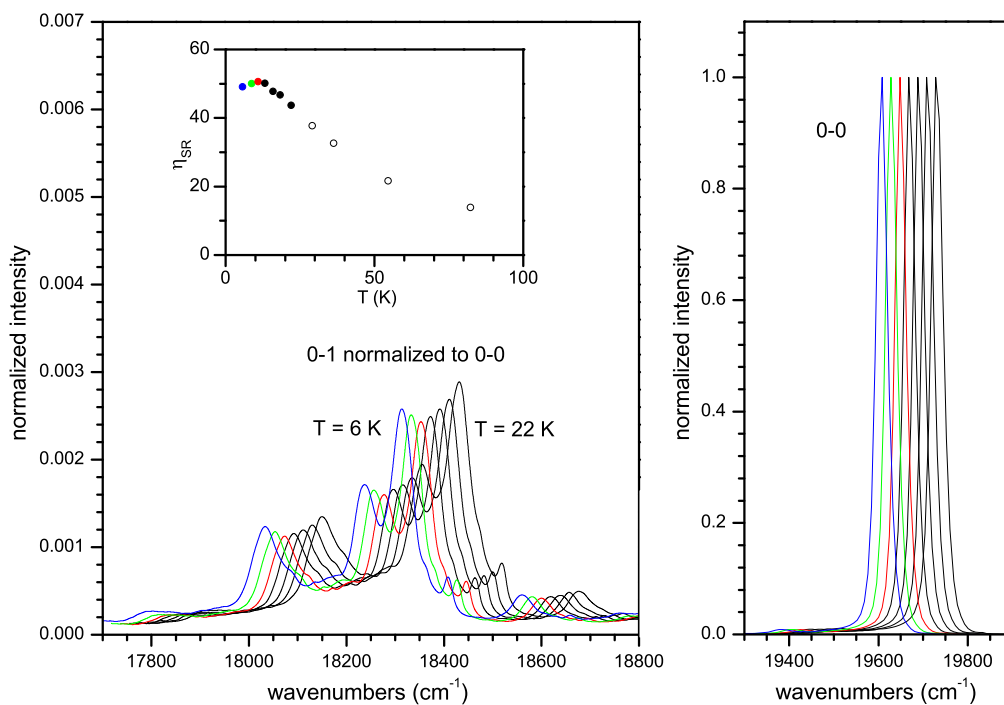 0.007
0.006
0.005
0.004
0.003
0.002
0.001
0.000
normalized intensity
17800 18000 18200 18400 18600 18800
wavenumbers (cm⁻¹)
60
40
20
0
η_SR
0 50 100
T (K)
0-1 normalized to 0-0
T = 6 K
T = 22 K
1.0
0.8
0.6
0.4
0.2
0.0
normalized intensity
0-0
19400 19600 19800
wavenumbers (cm⁻¹)